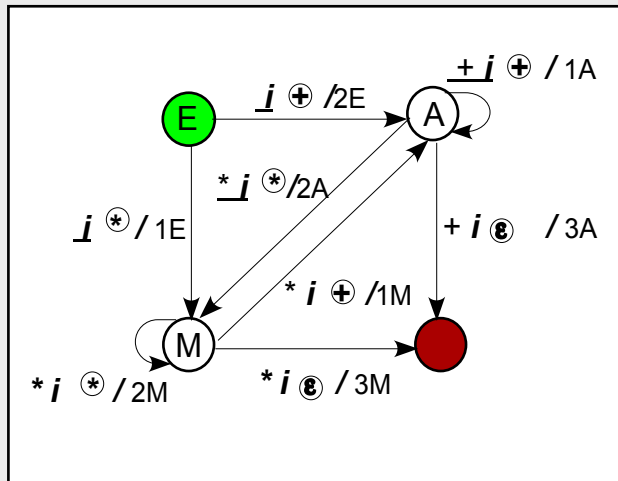 + i ⊕ / 1A
i ⊕ /2E
E
A
* i ⊛ /2A
i ⊛ / 1E
+ i ⓔ / 3A
* i ⊕ /1M
M
* i ⊛ / 2M
* i ⓔ / 3M